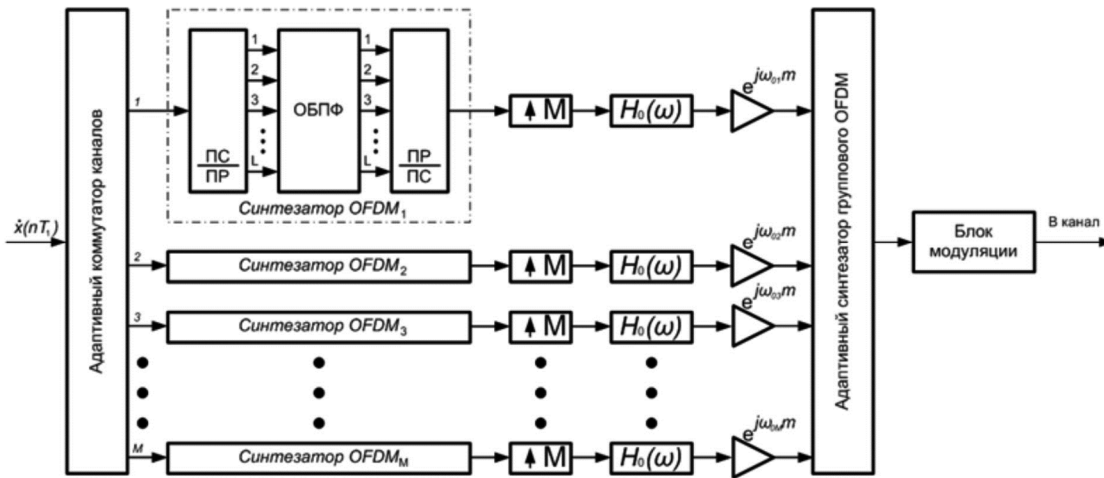 ẋ(nT₁)
Адаптивный коммутатор каналов
1
ПС
ПР
1
2
3
L
ОБПФ
1
2
3
L
ПР
ПС
Синтезатор OFDM₁
M
H₀(ω)
e^jω₀₁m
2
Синтезатор OFDM₂
M
H₀(ω)
e^jω₀₂m
3
Синтезатор OFDM₃
M
H₀(ω)
e^jω₀₃m
M
Синтезатор OFDM_M
M
H₀(ω)
e^jω₀ₘm
Адаптивный синтезатор группового OFDM
Блок
модуляции
В канал